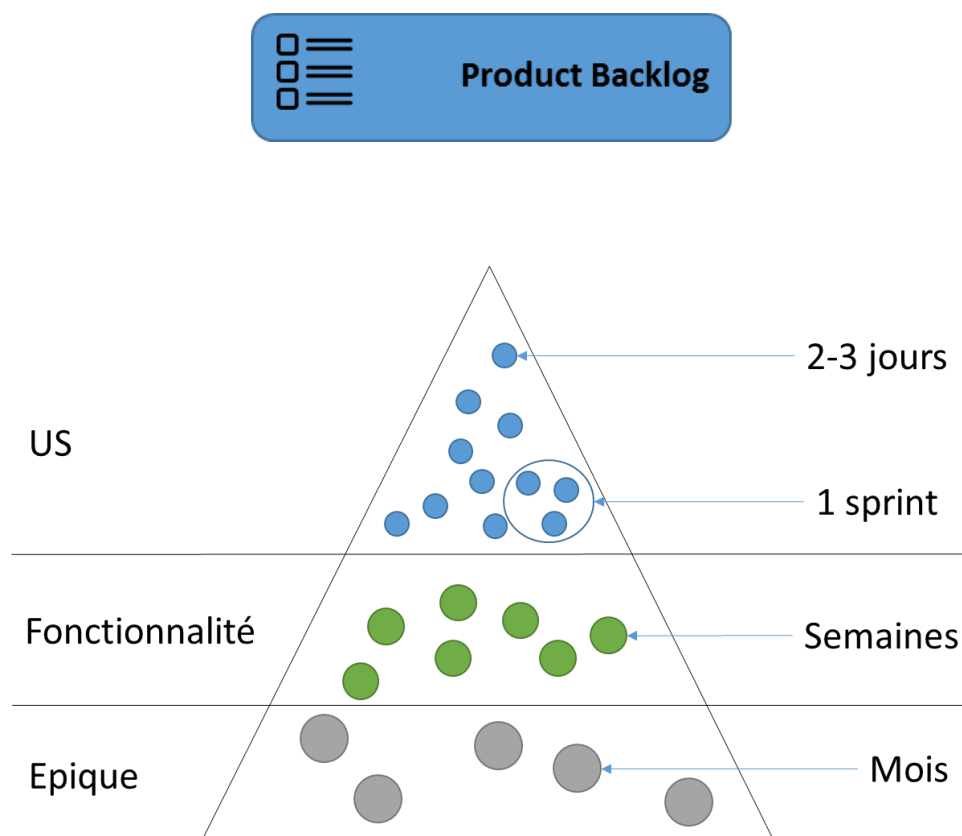 Product Backlog
2-3 jours
US
1 sprint
Fonctionnalité
Semaines
Epique
Mois